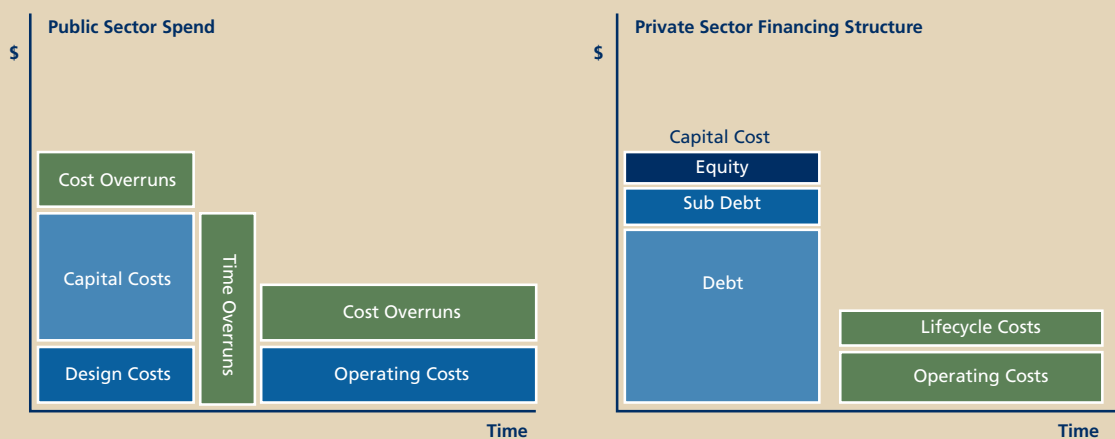 Public Sector Spend
$
Cost Overruns
Capital Costs
Design Costs
Time Overruns
Cost Overruns
Operating Costs
Time
Private Sector Financing Structure
$
Capital Cost
Equity
Sub Debt
Debt
Lifecycle Costs
Operating Costs
Time